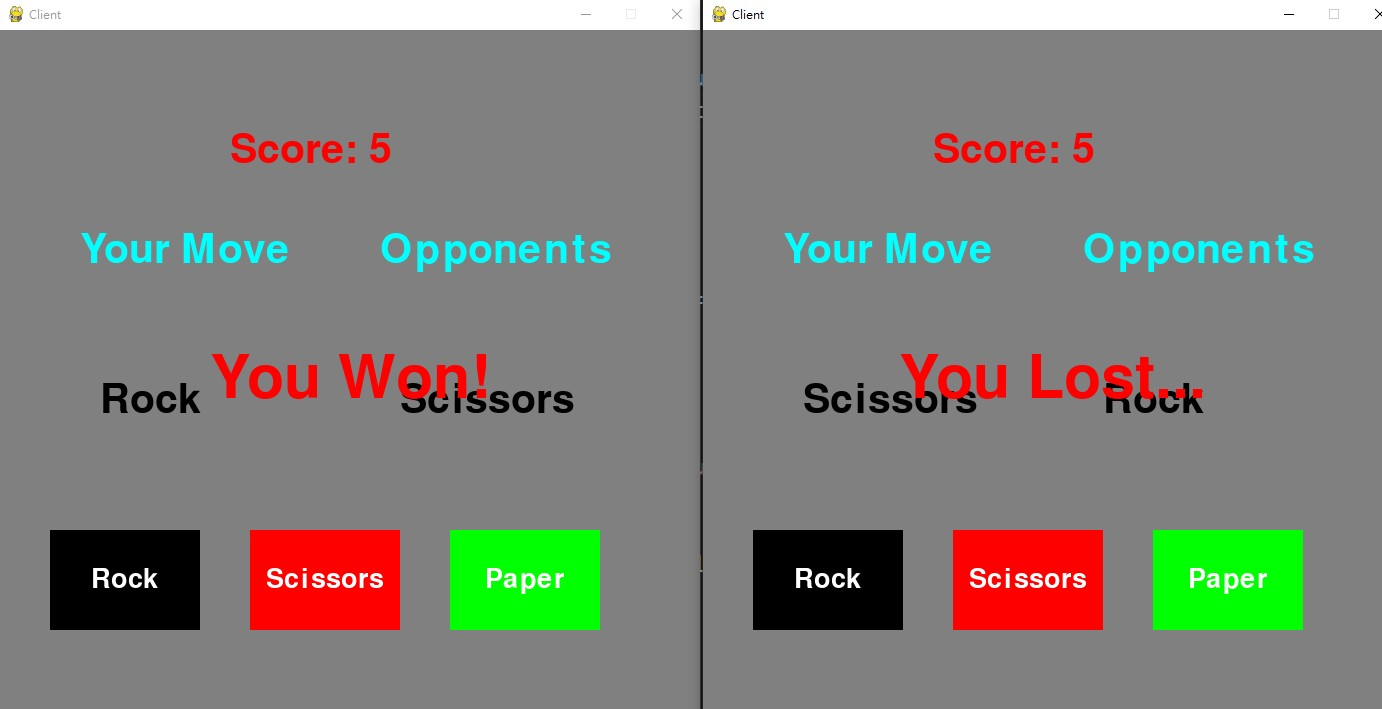 Client
Score: 5
Your Move Opponents
You Won!
Rock Scissors
Rock Scissors Paper
Client
Score: 5
Your Move Opponents
You Lost...
Scissors Rock
Rock Scissors Paper